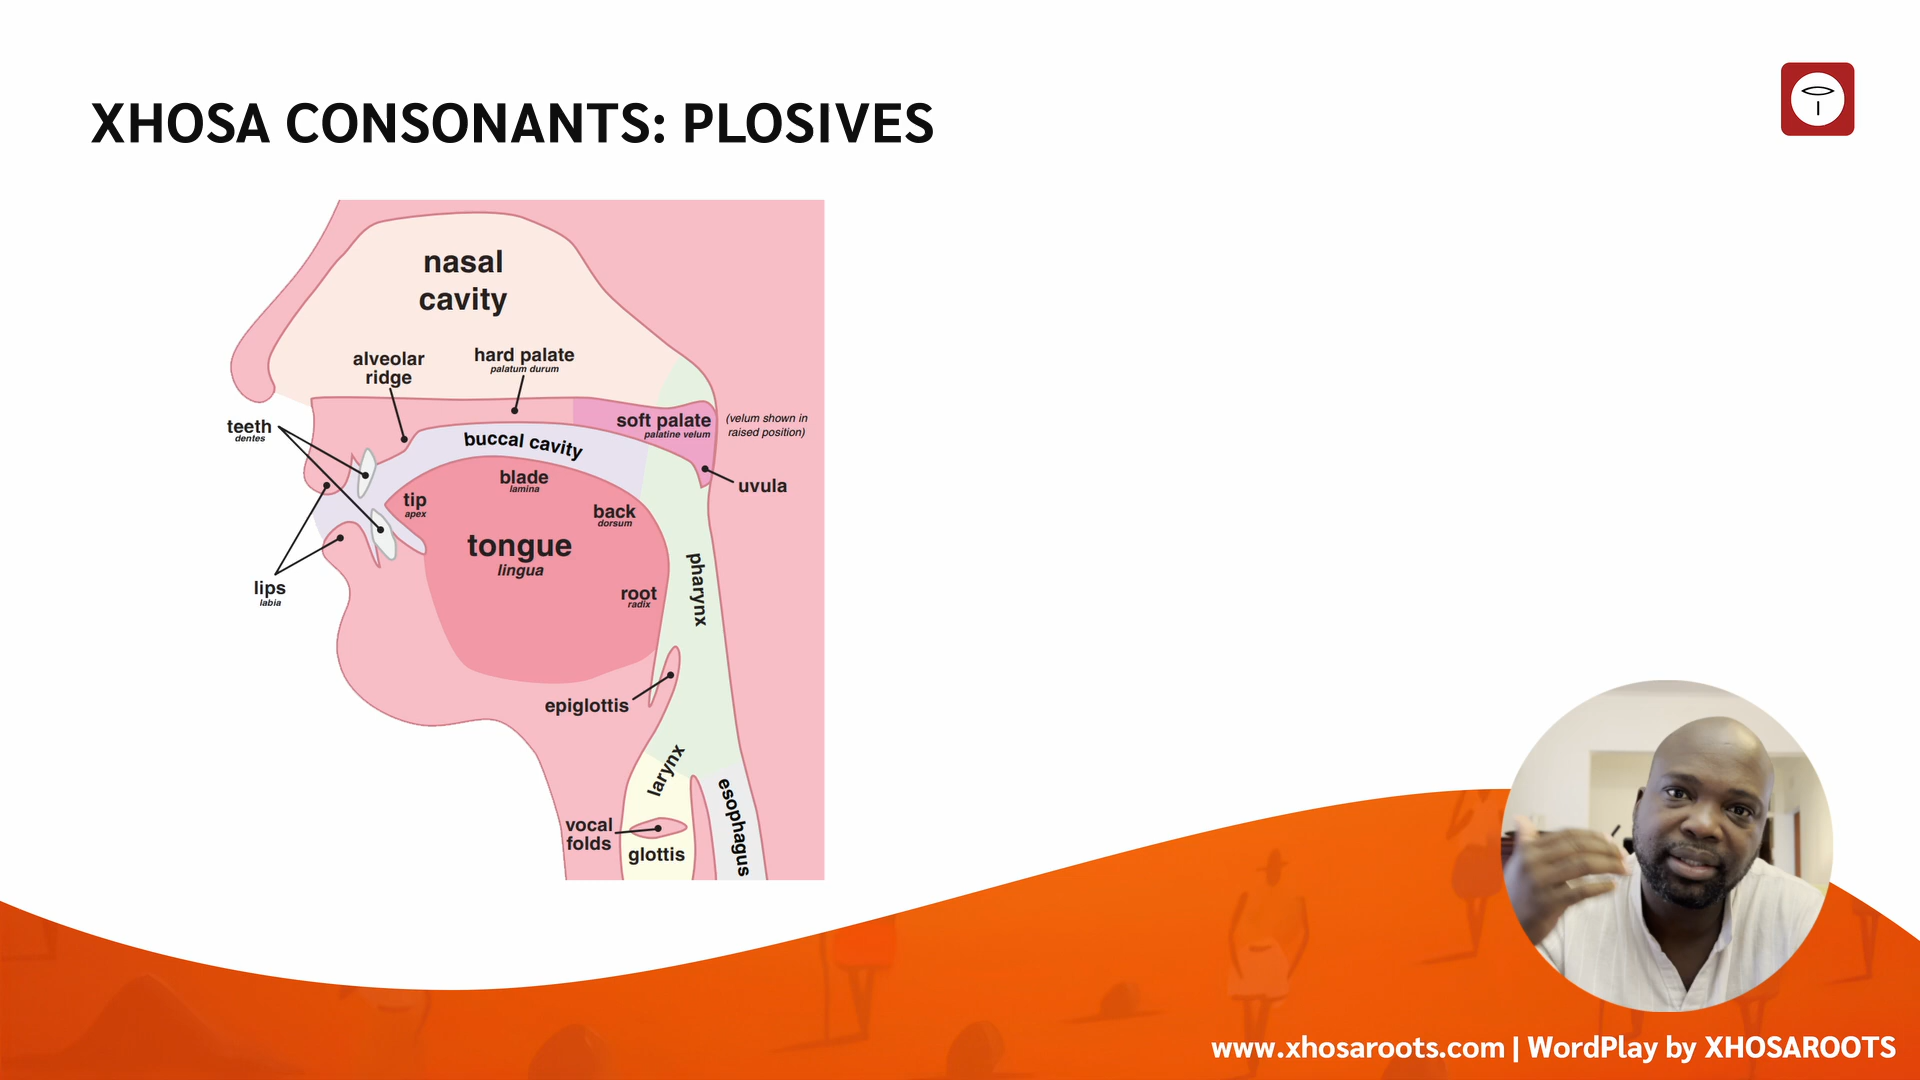 XHOSA CONSONANTS: PLOSIVES
nasal
cavity
alveolar
ridge
hard palate
palatum durum
teeth
dentes
soft palate
palatine velum
(velum shown in
raised position)
buccal cavity
uvula
blade
lamina
tip
apex
back
dorsum
tongue
lingua
lips
labia
root
radix
pharynx
epiglottis
larynx
esophagus
vocal
folds
glottis
www.xhosaroots.com | WordPlay by XHOSAROOTS